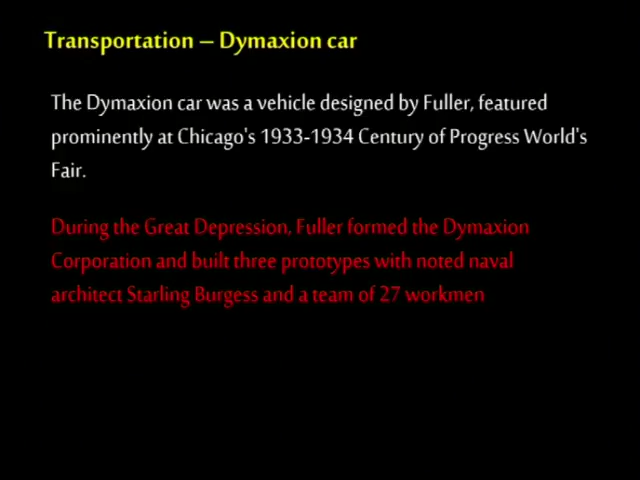 Transportation – Dymaxion car
The Dymaxion car was a vehicle designed by Fuller, featured
prominently at Chicago's 1933-1934 Century of Progress World's
Fair.
During the Great Depression, Fuller formed the Dymaxion
Corporation and built three prototypes with noted naval
architect Starling Burgess and a team of 27 workmen